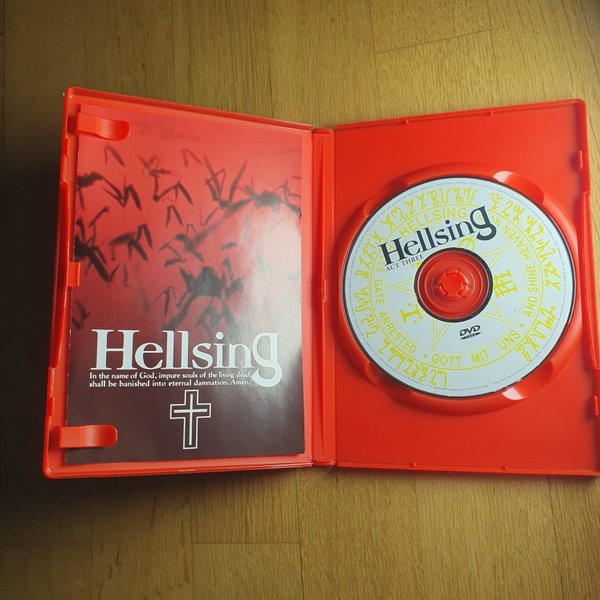 Hellsing
In the name of God, impure souls of the living dead
shall be banished into eternal damnation. Amen.
HELLSING
Hellsing
ACT THREE
GATE ARRESTED
GOTT MIT UNS
AND SHINE HEAVEN
DVD